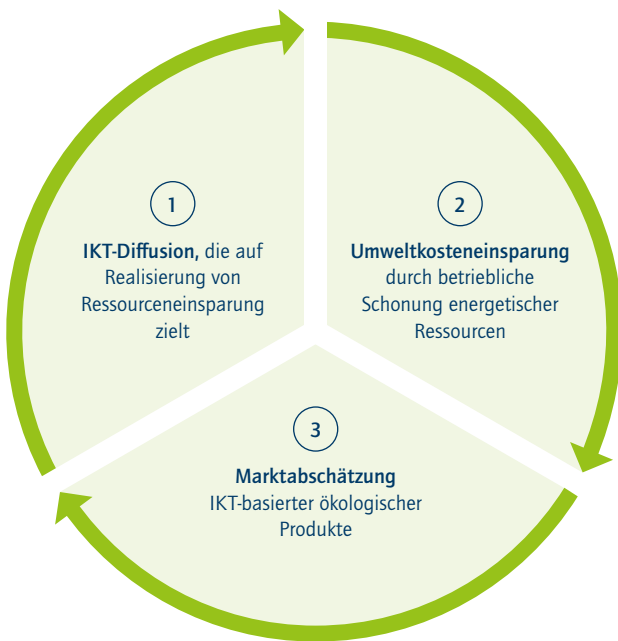 1
IKT-Diffusion, die auf
Realisierung von
Ressourceneinsparung
zielt
2
Umweltkosteneinsparung
durch betriebliche
Schonung energetischer
Ressourcen
3
Marktabschätzung
IKT-basierter ökologischer
Produkte